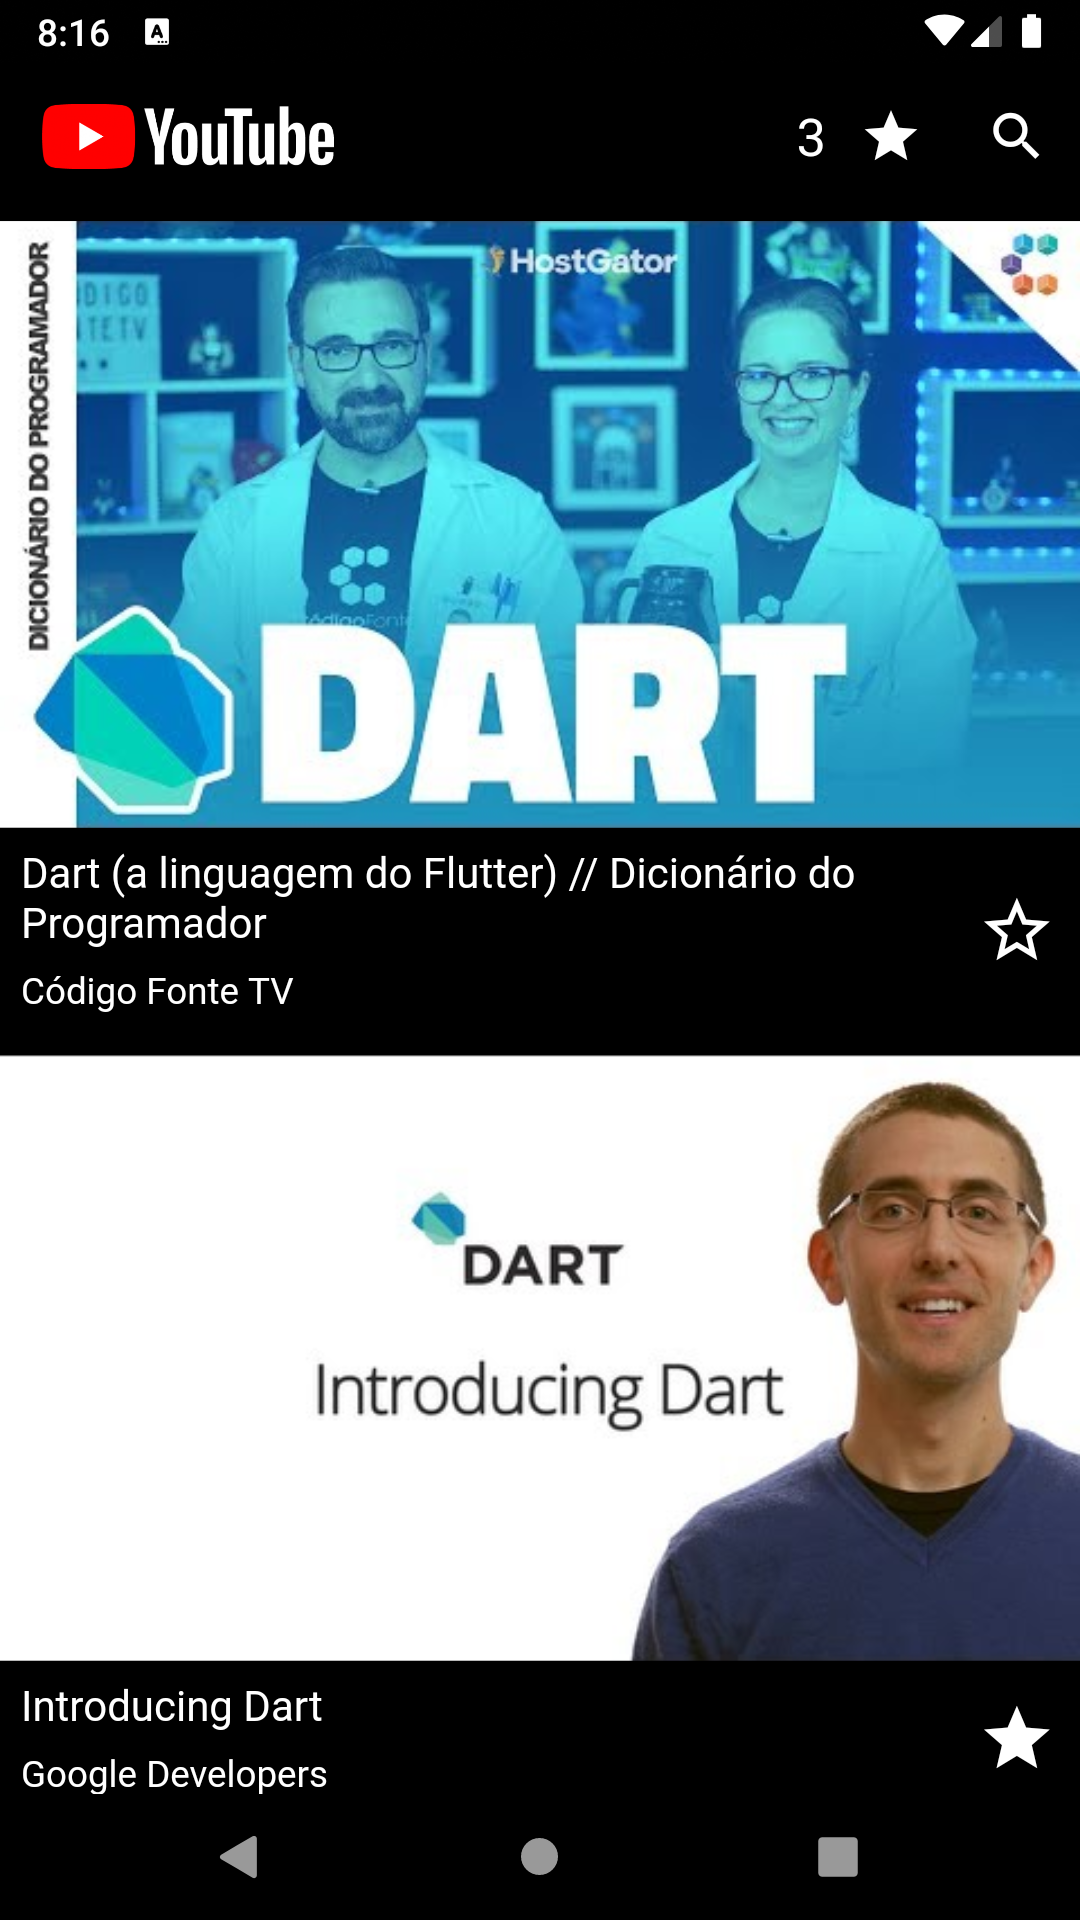 8:16
A
YouTube
3
DICIONÁRIO DO PROGRAMADOR
HostGator
DART
Dart (a linguagem do Flutter) // Dicionário do
Programador
Código Fonte TV
DART
Introducing Dart
Introducing Dart
Google Developers